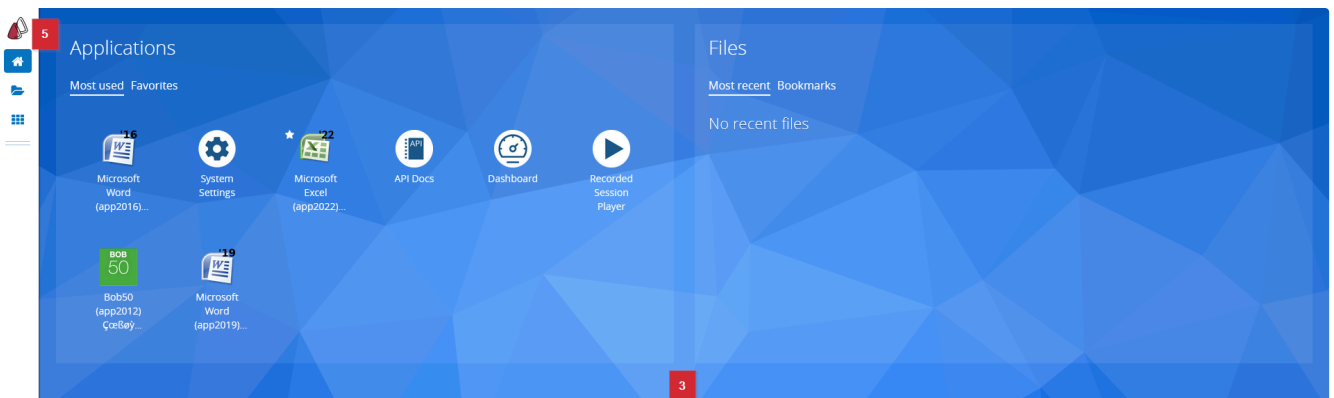 5
Applications
Most used Favorites
'16
Microsoft
Word
(app2016)...
System
Settings
'22
Microsoft
Excel
(app2022)...
API
API Docs
Dashboard
Recorded
Session
Player
BOB
50
Bob50
(app2012)
Çœßøÿ...
'19
Microsoft
Word
(app2019)...
Files
Most recent Bookmarks
No recent files
3